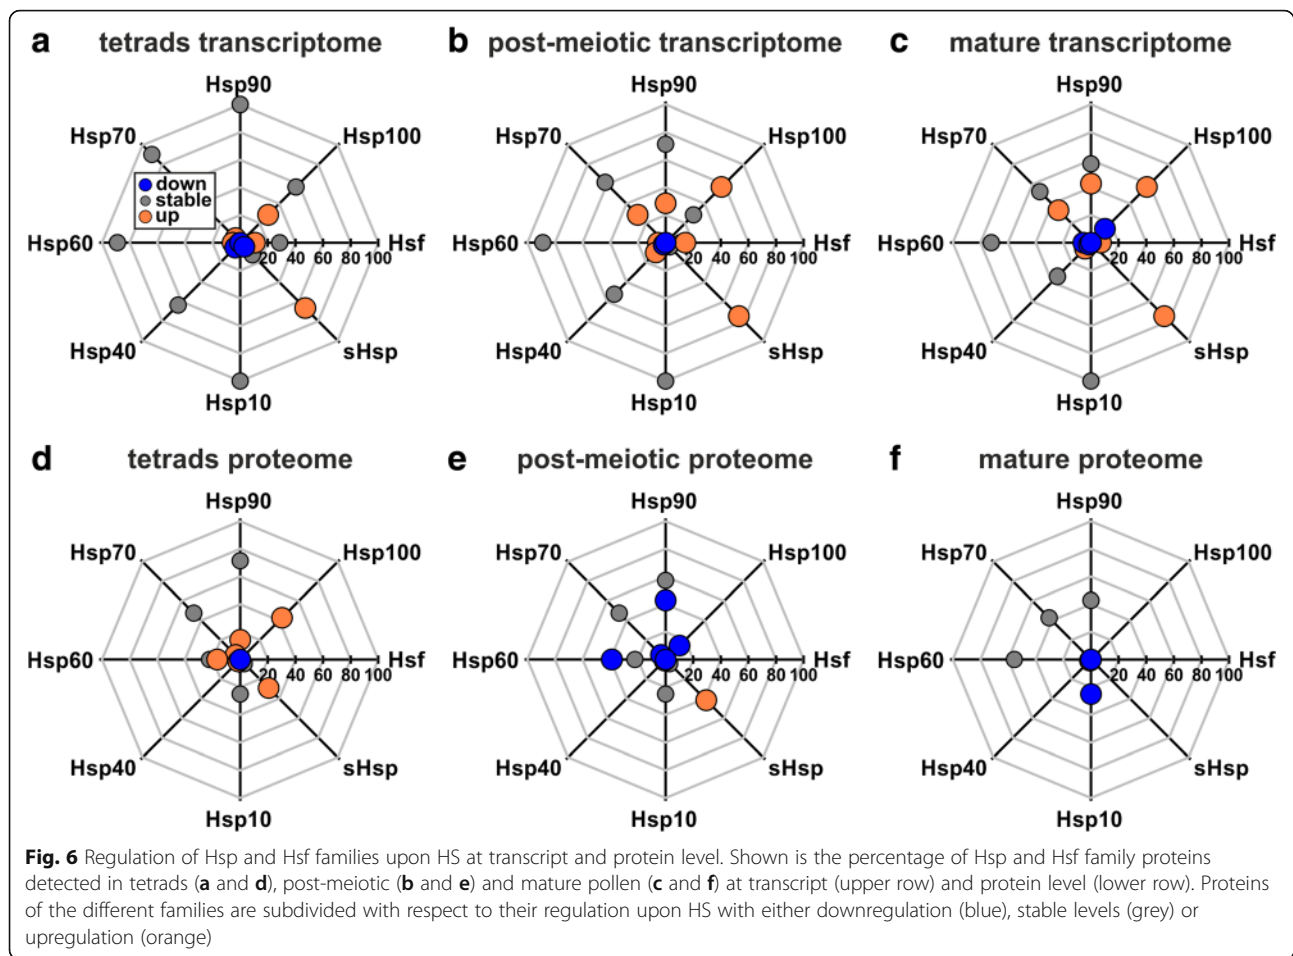 a tetrads transcriptome
b post-meiotic transcriptome
c mature transcriptome
Hsp90
Hsp100
Hsf
sHsp
Hsp10
Hsp40
Hsp60
Hsp70
20 40 60 80 100
down
stable
up
Hsp90
Hsp100
Hsf
sHsp
Hsp10
Hsp40
Hsp60
Hsp70
20 40 60 80 100
Hsp90
Hsp100
Hsf
sHsp
Hsp10
Hsp40
Hsp60
Hsp70
20 40 60 80 100
d tetrads proteome
e post-meiotic proteome
f mature proteome
Hsp90
Hsp100
Hsf
sHsp
Hsp10
Hsp40
Hsp60
Hsp70
20 40 60 80 100
Hsp90
Hsp100
Hsf
sHsp
Hsp10
Hsp40
Hsp60
Hsp70
20 40 60 80 100
Hsp90
Hsp100
Hsf
sHsp
Hsp10
Hsp40
Hsp60
Hsp70
20 40 60 80 100
Fig. 6 Regulation of Hsp and Hsf families upon HS at transcript and protein level. Shown is the percentage of Hsp and Hsf family proteins
detected in tetrads (a and d), post-meiotic (b and e) and mature pollen (c and f) at transcript (upper row) and protein level (lower row). Proteins
of the different families are subdivided with respect to their regulation upon HS with either downregulation (blue), stable levels (grey) or
upregulation (orange)